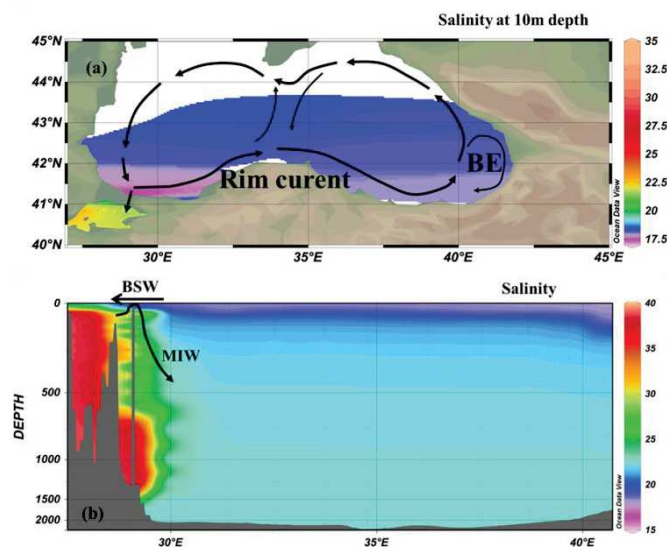 Salinity at 10m depth
45°N
44°N
43°N
42°N
41°N
40°N
(a)
Rim curent
BE
30°E
35°E
40°E
45°E
Ocean Data View
35
32.5
30
27.5
25
22.5
20
17.5
BSW
Salinity
MIW
DEPTH
0
500
1000
1500
2000
(b)
30°E
35°E
40°E
Ocean Data View
40
35
30
25
20
15